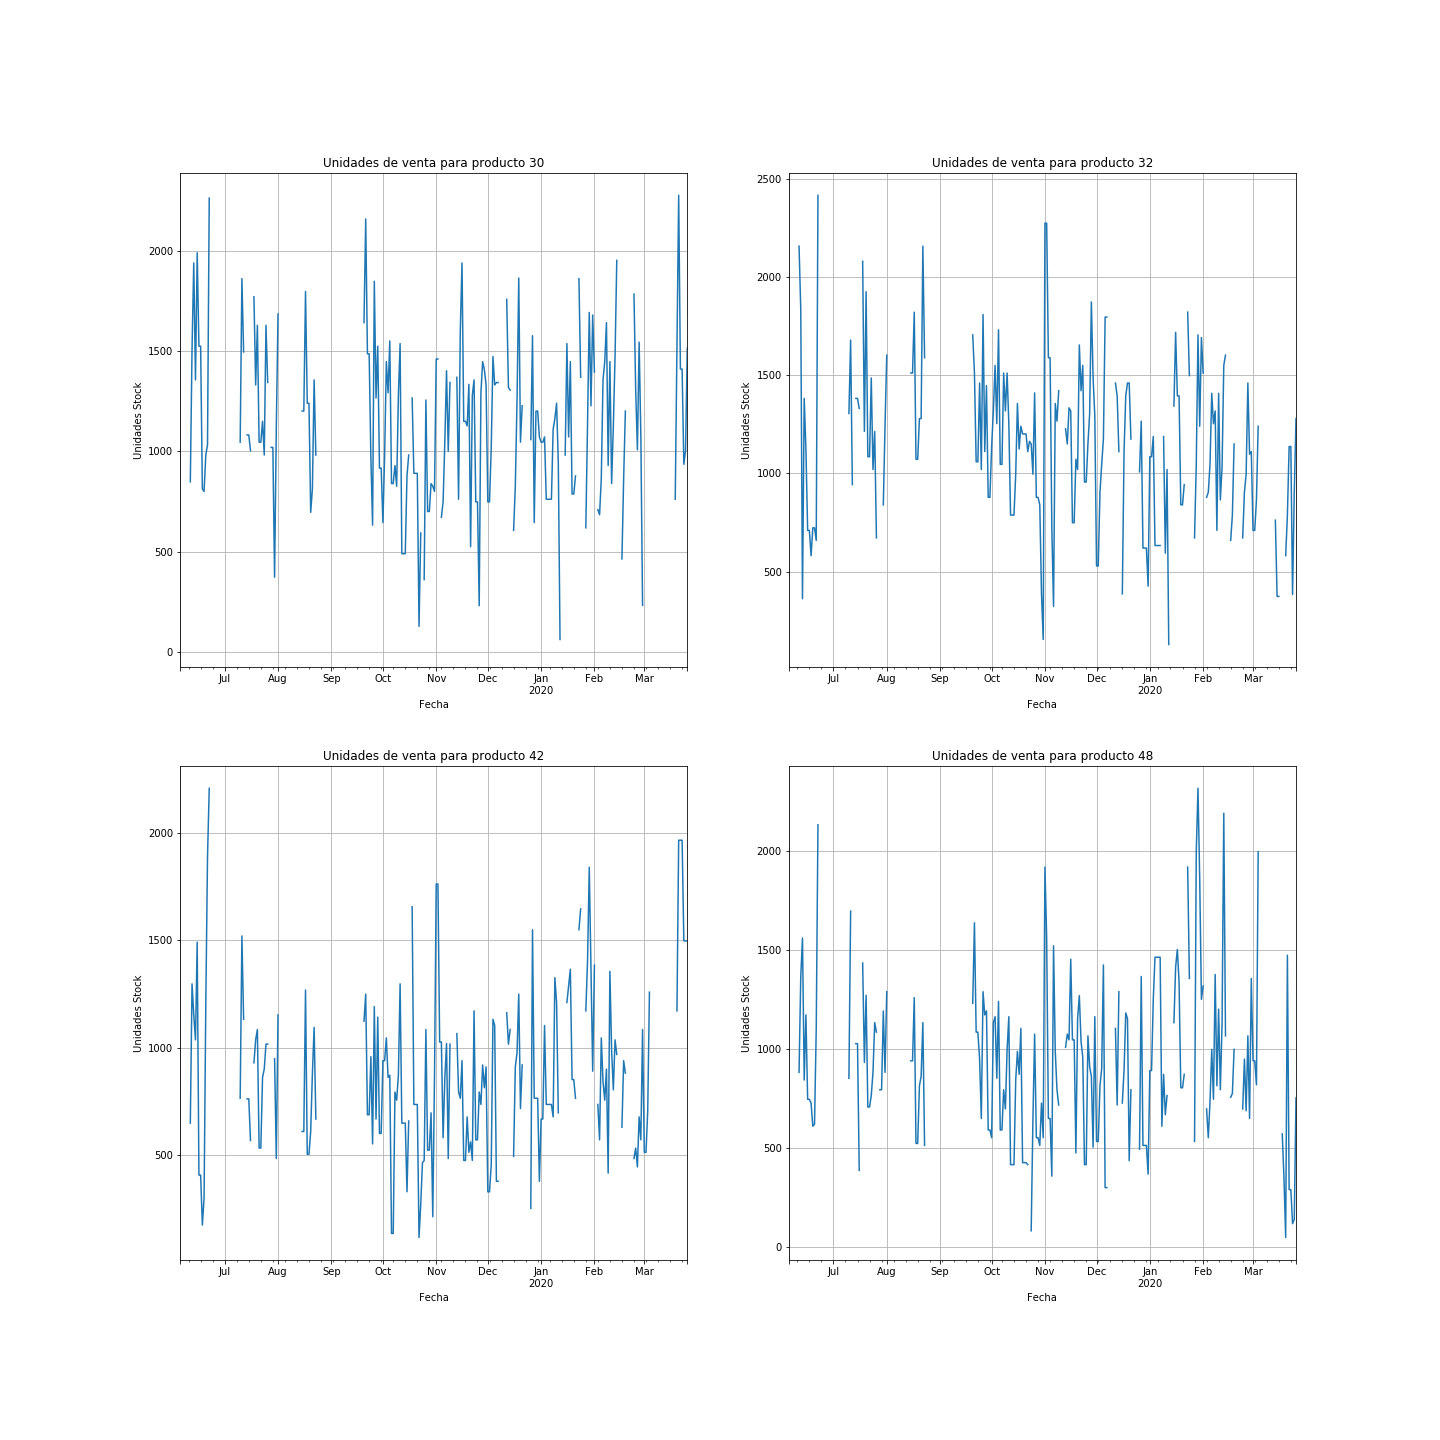 Unidades de venta para producto 30
2000
1500
1000
500
0
Unidades Stock
Jul Aug Sep Oct Nov Dec Jan Feb Mar
2020
Fecha
Unidades de venta para producto 32
2500
2000
1500
1000
500
Unidades Stock
Jul Aug Sep Oct Nov Dec Jan Feb Mar
2020
Fecha
Unidades de venta para producto 42
2000
1500
1000
500
Unidades Stock
Jul Aug Sep Oct Nov Dec Jan Feb Mar
2020
Fecha
Unidades de venta para producto 48
2000
1500
1000
500
0
Unidades Stock
Jul Aug Sep Oct Nov Dec Jan Feb Mar
2020
Fecha